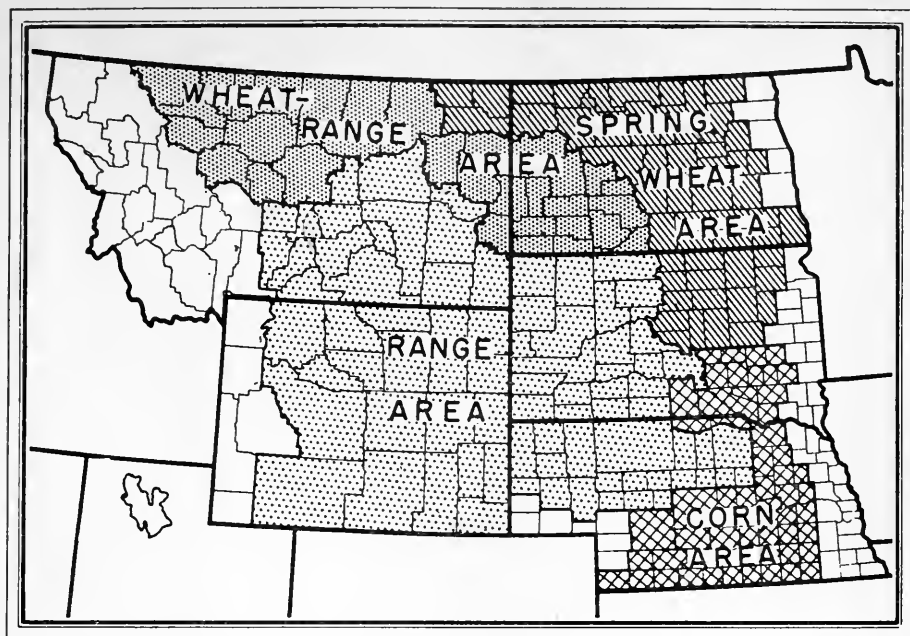 WHEAT-
RANGE
AREA
SPRING
WHEAT
AREA
RANGE
AREA
CORN
AREA